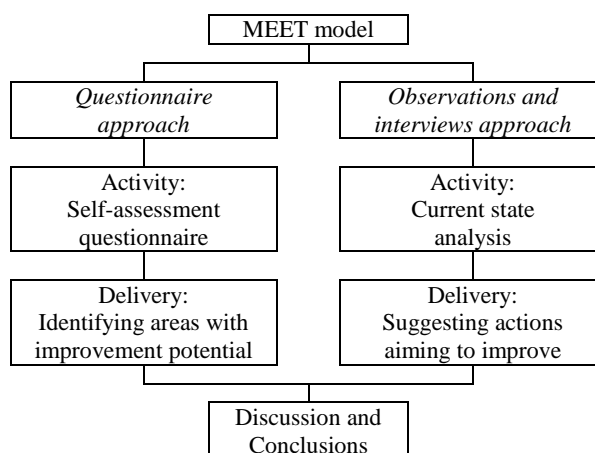 MEET model
Questionnaire
approach
Observations and
interviews approach
Activity:
Self-assessment
questionnaire
Activity:
Current state
analysis
Delivery:
Identifying areas with
improvement potential
Delivery:
Suggesting actions
aiming to improve
Discussion and
Conclusions